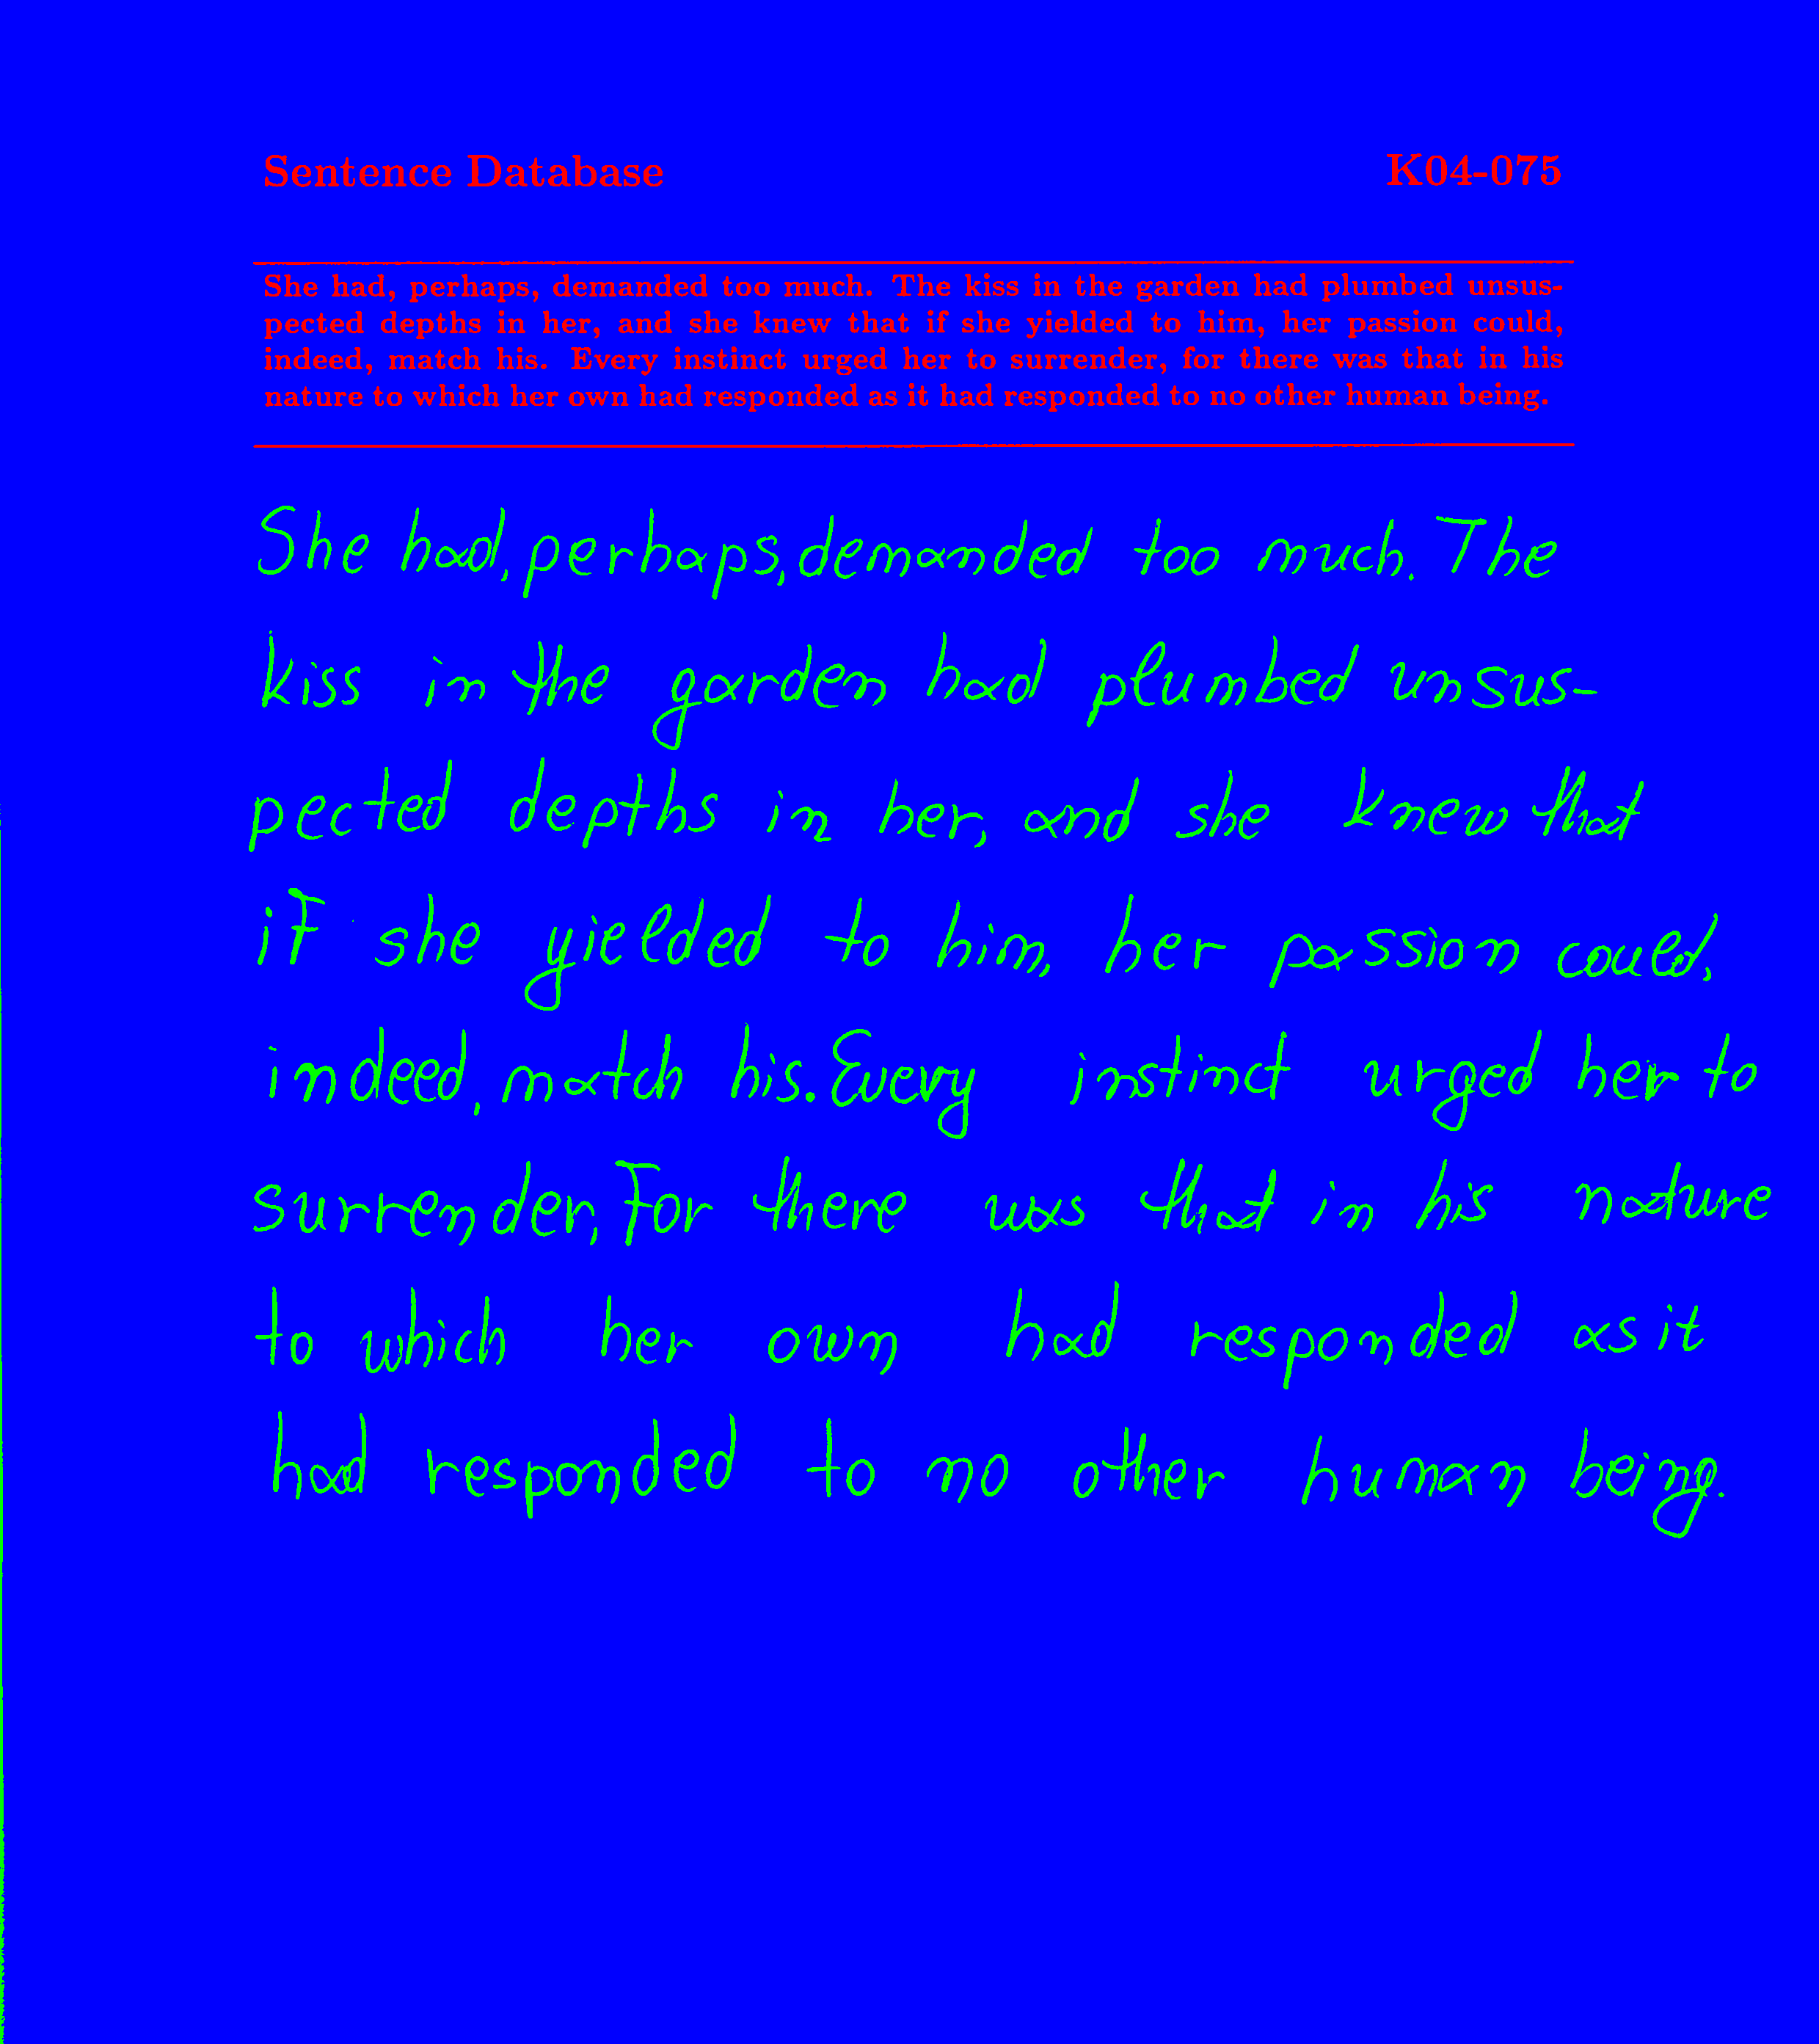 Sentence Database K04-075
She had, perhaps, demanded too much. The kiss in the garden had plumbed unsus-
pected depths in her, and she knew that if she yielded to him, her passion could,
indeed, match his. Every instinct urged her to surrender, for there was that in his
nature to which her own had responded as it had responded to no other human being.
She had, perhaps, demanded too much. The
kiss in the garden had plumbed unsus-
pected depths in her, and she knew that
if she yielded to him, her passion could,
indeed, match his. Every instinct urged her to
surrender, for there was that in his nature
to which her own had responded as it
had responded to no other human being.